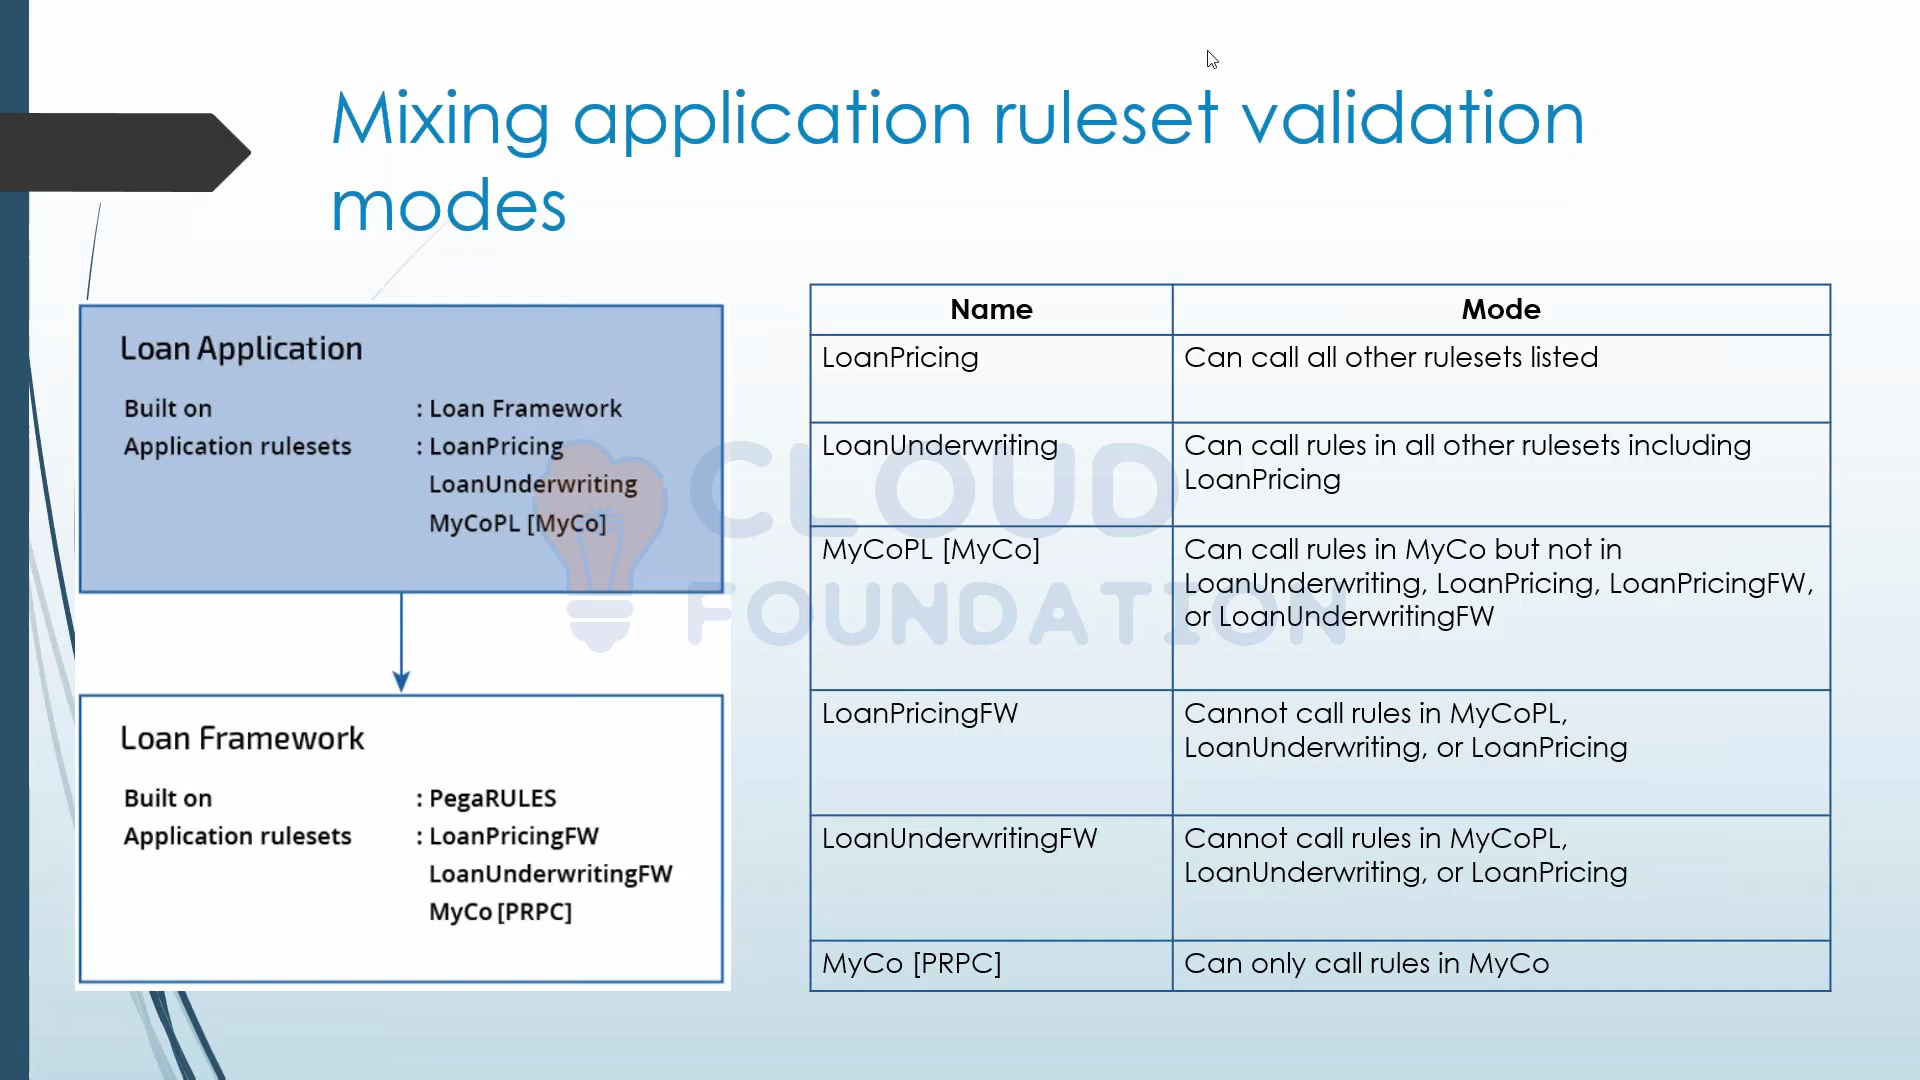 Mixing application ruleset validation
modes
Loan Application
Built on : Loan Framework
Application rulesets : LoanPricing
LoanUnderwriting
MyCoPL [MyCo]
Loan Framework
Built on : PegaRULES
Application rulesets : LoanPricingFW
LoanUnderwritingFW
MyCo [PRPC]
Name Mode
LoanPricing Can call all other rulesets listed
LoanUnderwriting Can call rules in all other rulesets including
LoanPricing
MyCoPL [MyCo] Can call rules in MyCo but not in
LoanUnderwriting, LoanPricing, LoanPricingFW,
or LoanUnderwritingFW
LoanPricingFW Cannot call rules in MyCoPL,
LoanUnderwriting, or LoanPricing
LoanUnderwritingFW Cannot call rules in MyCoPL,
LoanUnderwriting, or LoanPricing
MyCo [PRPC] Can only call rules in MyCo
CLOUD
FOUNDATION